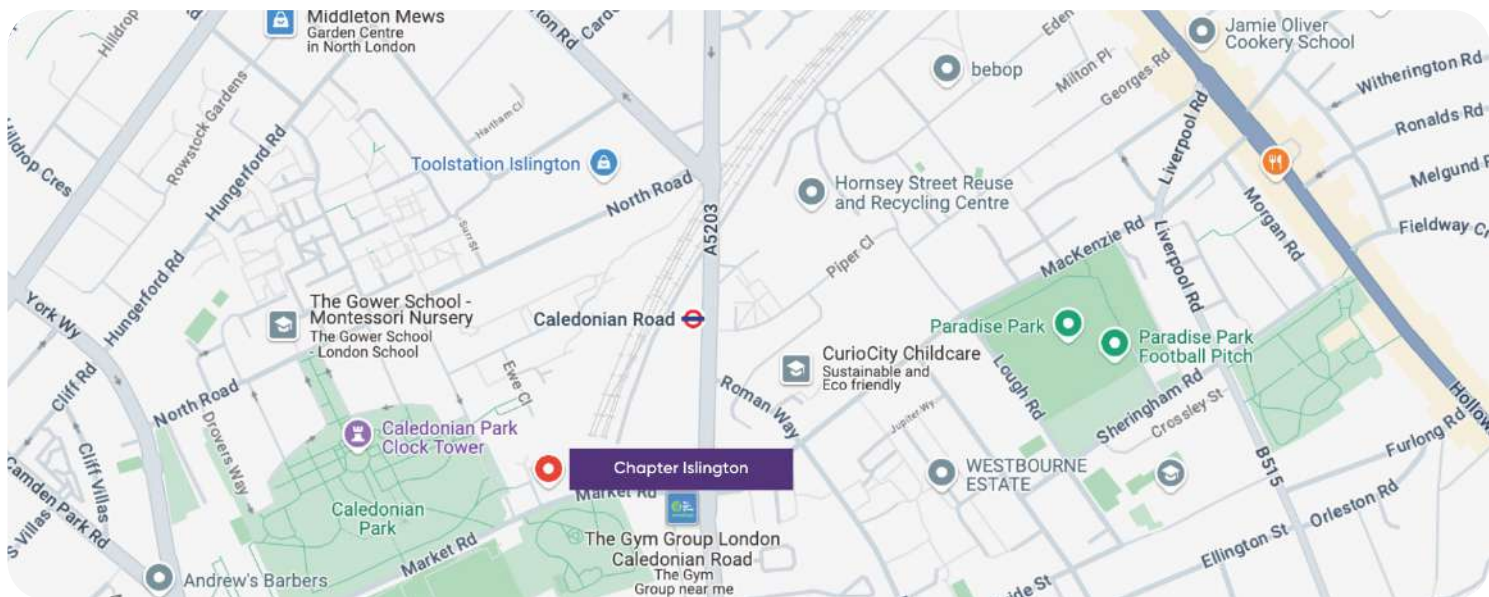 Middleton Mews
Garden Centre
in North London
Hilldrop
Rowstock Gardens
Hungerford Rd
Hartham Cl
Toolstation Islington
North Road
Surr St
Hilldrop Cres
A5203
bebop
Eden
Milton Pl
Georges Rd
Jamie Oliver
Cookery School
Witherington Rd
Ronalds Rd
Liverpool Rd
Morgan Rd
Hornsey Street Reuse
and Recycling Centre
Piper Cl
MacKenzie Rd
Liverpool Rd
York Wy
Hungerford Rd
The Gower School -
Montessori Nursery
The Gower School
- London School
Caledonian Road
Ewe Cl
CurioCity Childcare
Sustainable and
Eco friendly
Roman Way
Paradise Park
Paradise Park
Football Pitch
Lough Rd
Sheringham Rd
Crossley St
Jupiter Wy
Cliff Rd
Cliff Villas
North Road
Drovers Way
Caledonian Park
Clock Tower
Caledonian
Park
Chapter Islington
Market Rd
Market Rd
The Gym Group London
Caledonian Road
The Gym
Group near me
WESTBOURNE
ESTATE
B515
Furlong Rd
Orleston Rd
Ellington St
Camden Park Rd
Andrew's Barbers